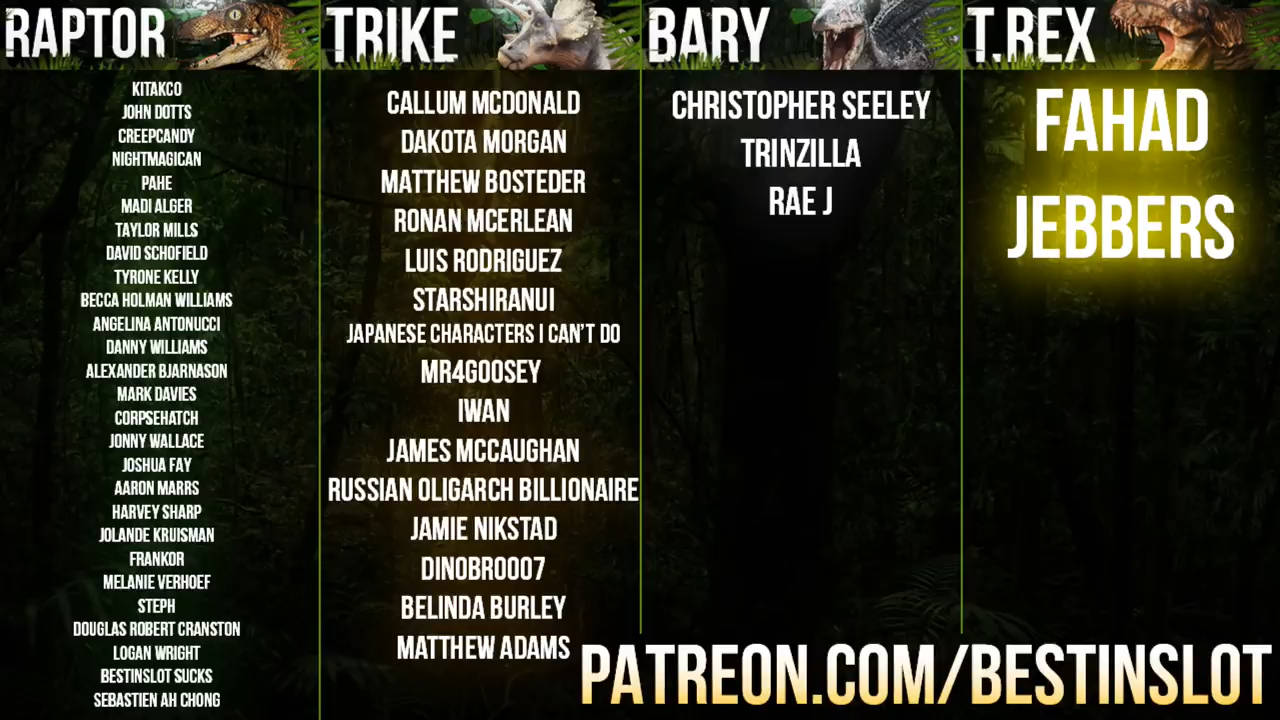 RAPTOR
KITAKCO
JOHN DOTTS
CREEPCANDY
NIGHTMAGICAN
PAHE
MADI ALGER
TAYLOR MILLS
DAVID SCHOFIELD
TYRONE KELLY
BECCA HOLMAN WILLIAMS
ANGELINA ANTONUCCI
DANNY WILLIAMS
ALEXANDER BJARNASON
MARK DAVIES
CORPSEHATCH
JONNY WALLACE
JOSHUA FAY
AARON MARRS
HARVEY SHARP
JOLANDE KRUISMAN
FRANKOR
MELANIE VERHOEF
STEPH
DOUGLAS ROBERT CRANSTON
LOGAN WRIGHT
BESTINSLOT SUCKS
SEBASTIEN AH CHONG
TRIKE
CALLUM MCDONALD
DAKOTA MORGAN
MATTHEW BOSTEDER
RONAN MCERLEAN
LUIS RODRIGUEZ
STARSHIRANUI
JAPANESE CHARACTERS I CAN'T DO
MR4GOOSEY
IWAN
JAMES MCCAUGHAN
RUSSIAN OLIGARCH BILLIONAIRE
JAMIE NIKSTAD
DINOBRO007
BELINDA BURLEY
MATTHEW ADAMS
BARY
CHRISTOPHER SEELEY
TRINZILLA
RAE J
T.REX
FAHAD
JEBBERS
PATREON.COM/BESTINSLOT